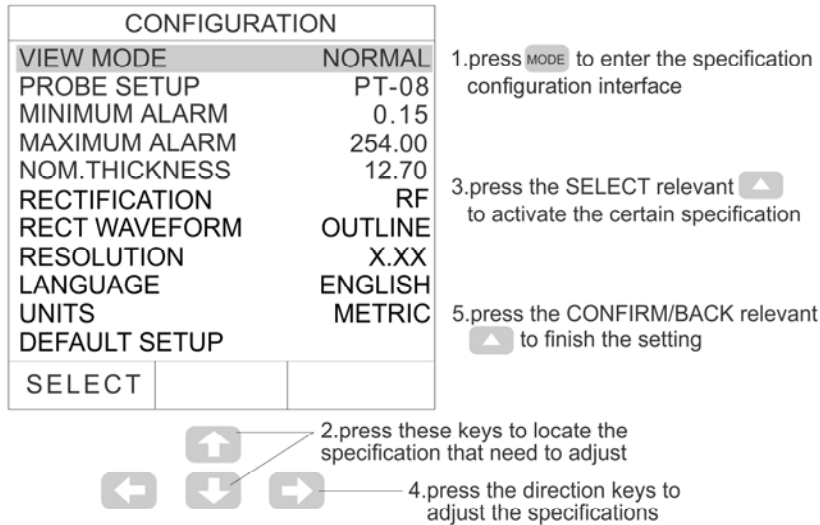 CONFIGURATION
VIEW MODE NORMAL
PROBE SETUP PT-08
MINIMUM ALARM 0.15
MAXIMUM ALARM 254.00
NOM.THICKNESS 12.70
RECTIFICATION RF
RECT WAVEFORM OUTLINE
RESOLUTION X.XX
LANGUAGE ENGLISH
UNITS METRIC
DEFAULT SETUP
SELECT
1.press MODE to enter the specification
configuration interface
2.press these keys to locate the
specification that need to adjust
3.press the SELECT relevant
to activate the certain specification
4.press the direction keys to
adjust the specifications
5.press the CONFIRM/BACK relevant
to finish the setting